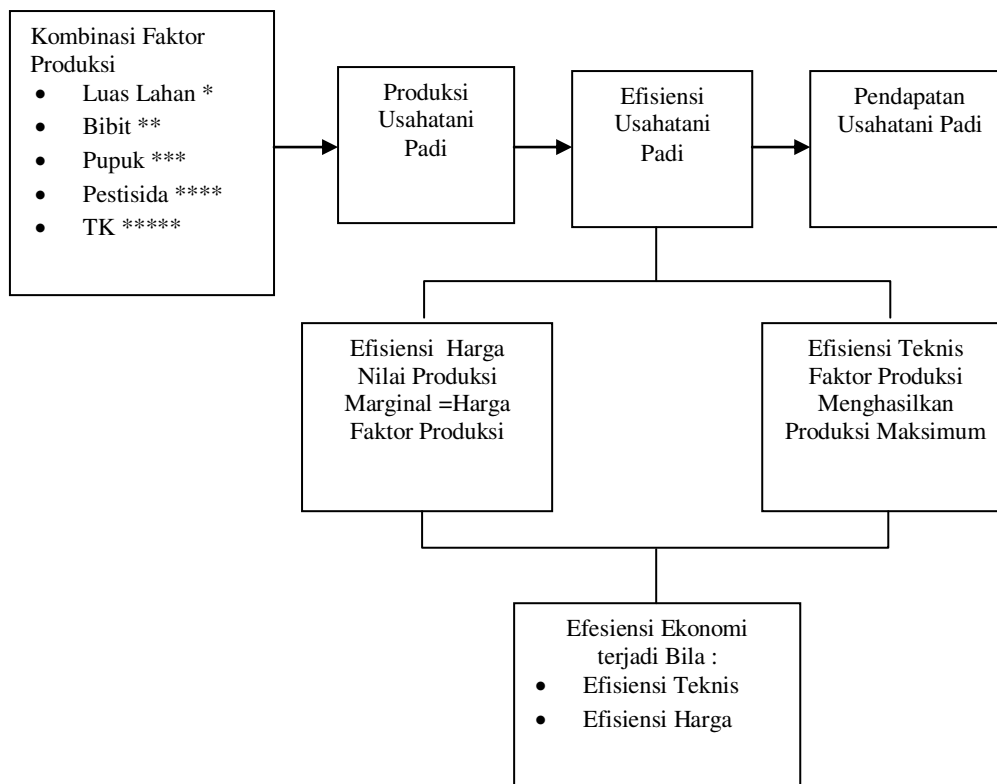 Kombinasi Faktor
Produksi
• Luas Lahan *
• Bibit **
• Pupuk ***
• Pestisida ****
• TK *****
Produksi
Usahatani
Padi
Efisiensi
Usahatani
Padi
Pendapatan
Usahatani Padi
Efisiensi Harga
Nilai Produksi
Marginal =Harga
Faktor Produksi
Efisiensi Teknis
Faktor Produksi
Menghasilkan
Produksi Maksimum
Efesiensi Ekonomi
terjadi Bila :
• Efisiensi Teknis
• Efisiensi Harga